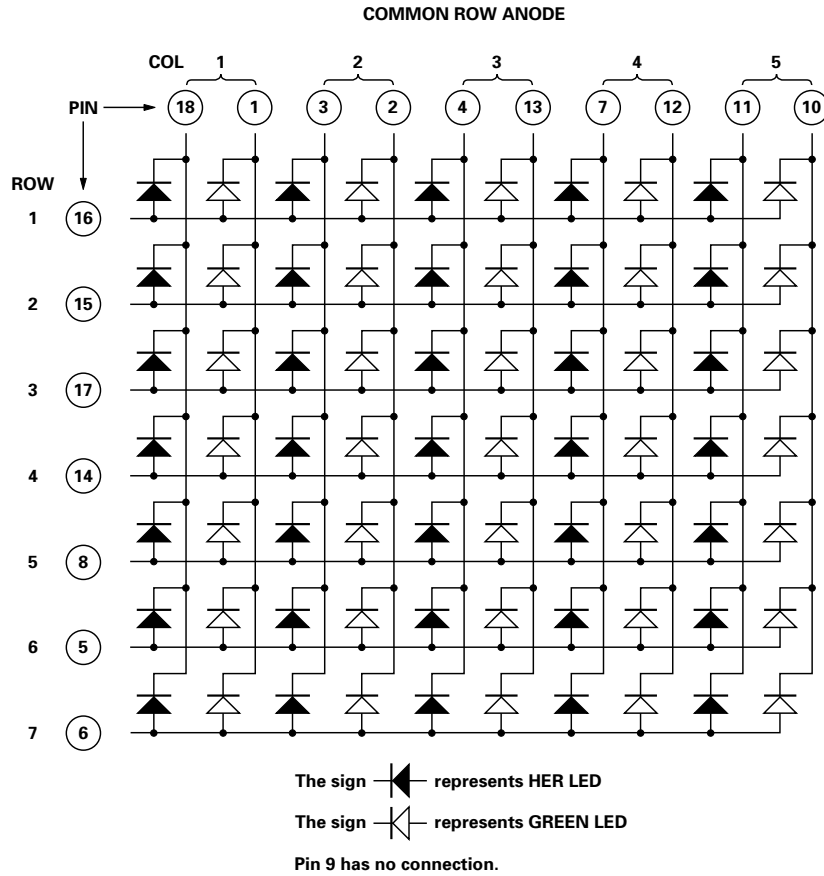 COMMON ROW ANODE
COL 1 2 3 4 5
PIN 18 1 3 2 4 13 7 12 11 10
ROW
1 16
2 15
3 17
4 14
5 8
6 5
7 6
The sign represents HER LED
The sign represents GREEN LED
Pin 9 has no connection.